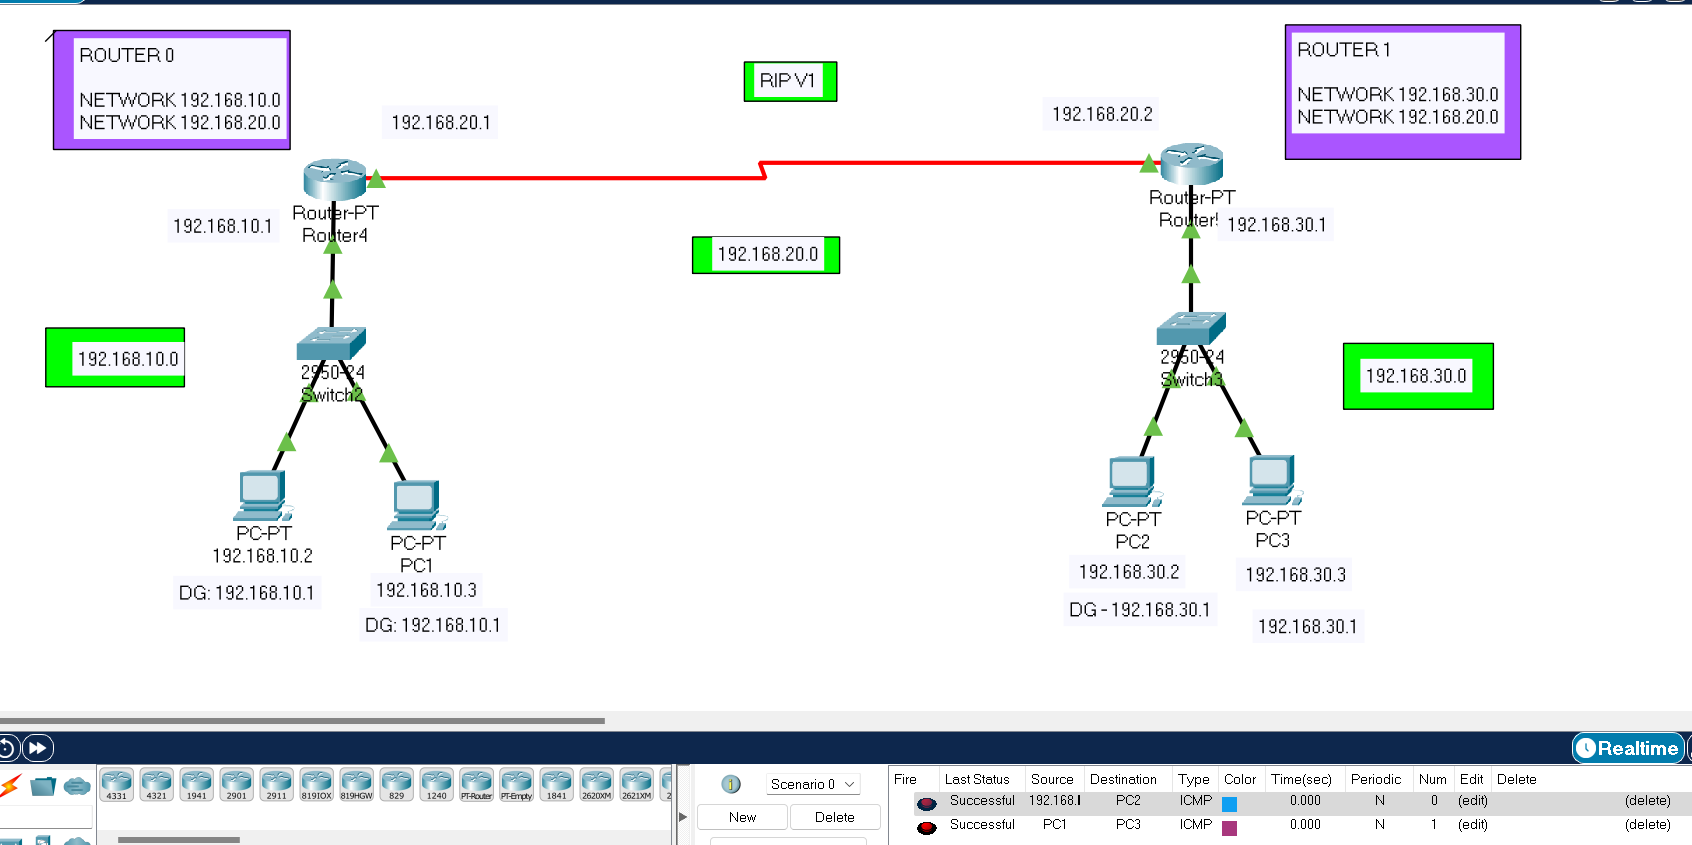 ROUTER 0
NETWORK 192.168.10.0
NETWORK 192.168.20.0
RIP V1
ROUTER 1
NETWORK 192.168.30.0
NETWORK 192.168.20.0
192.168.20.1
192.168.20.2
Router-PT
Router4
192.168.10.1
Router-PT
192.168.30.1
192.168.20.0
192.168.10.0
2950-24
Switch2
2950-24
Switch3
192.168.30.0
PC-PT
192.168.10.2
DG: 192.168.10.1
PC-PT
PC1
192.168.10.3
DG: 192.168.10.1
PC-PT
PC2
192.168.30.2
DG - 192.168.30.1
PC-PT
PC3
192.168.30.3
192.168.30.1
Realtime
4331 4321 1941 2901 2911 819IOX 819HGW 829 1240 PT-Router PT-Empty 1841 2620XM 2621XM
Scenario 0
New Delete
Fire Last Status Source Destination Type Color Time(sec) Periodic Num Edit Delete
Successful 192.168.1 PC2 ICMP 0.000 N 0 (edit) (delete)
Successful PC1 PC3 ICMP 0.000 N 1 (edit) (delete)